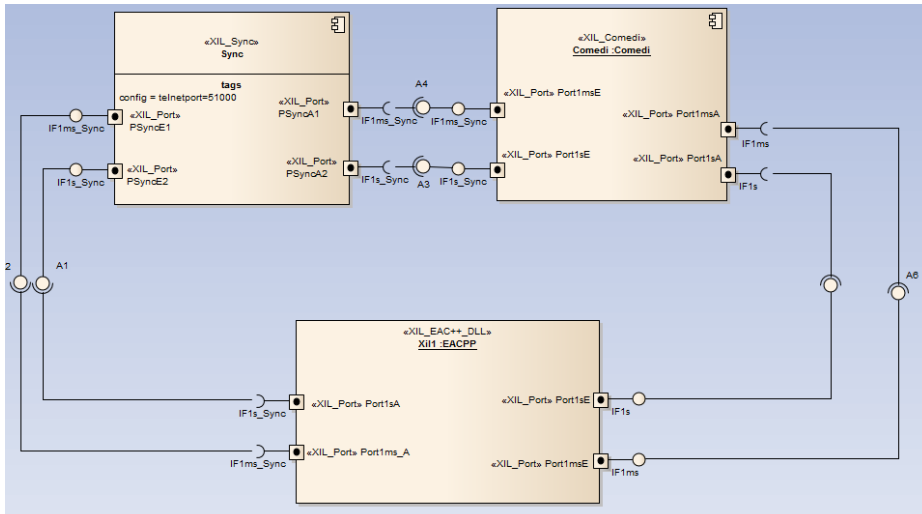 «XIL_Sync»
Sync
tags
config = telnetport=51000
«XIL_Port»
PSyncE1
«XIL_Port»
PSyncE2
«XIL_Port»
PSyncA1
«XIL_Port»
PSyncA2
IF1ms_Sync
IF1s_Sync
A4
IF1ms_Sync
IF1ms_Sync
IF1s_Sync
A3
IF1s_Sync
«XIL_Comedi»
Comedi :Comedi
«XIL_Port» Port1msE
«XIL_Port» Port1msA
«XIL_Port» Port1sE
«XIL_Port» Port1sA
IF1ms
IF1s
2
A1
A6
«XIL_EAC++_DLL»
Xil1 :EACPP
«XIL_Port» Port1sA
«XIL_Port» Port1sE
«XIL_Port» Port1ms_A
«XIL_Port» Port1msE
IF1s_Sync
IF1s
IF1ms_Sync
IF1ms